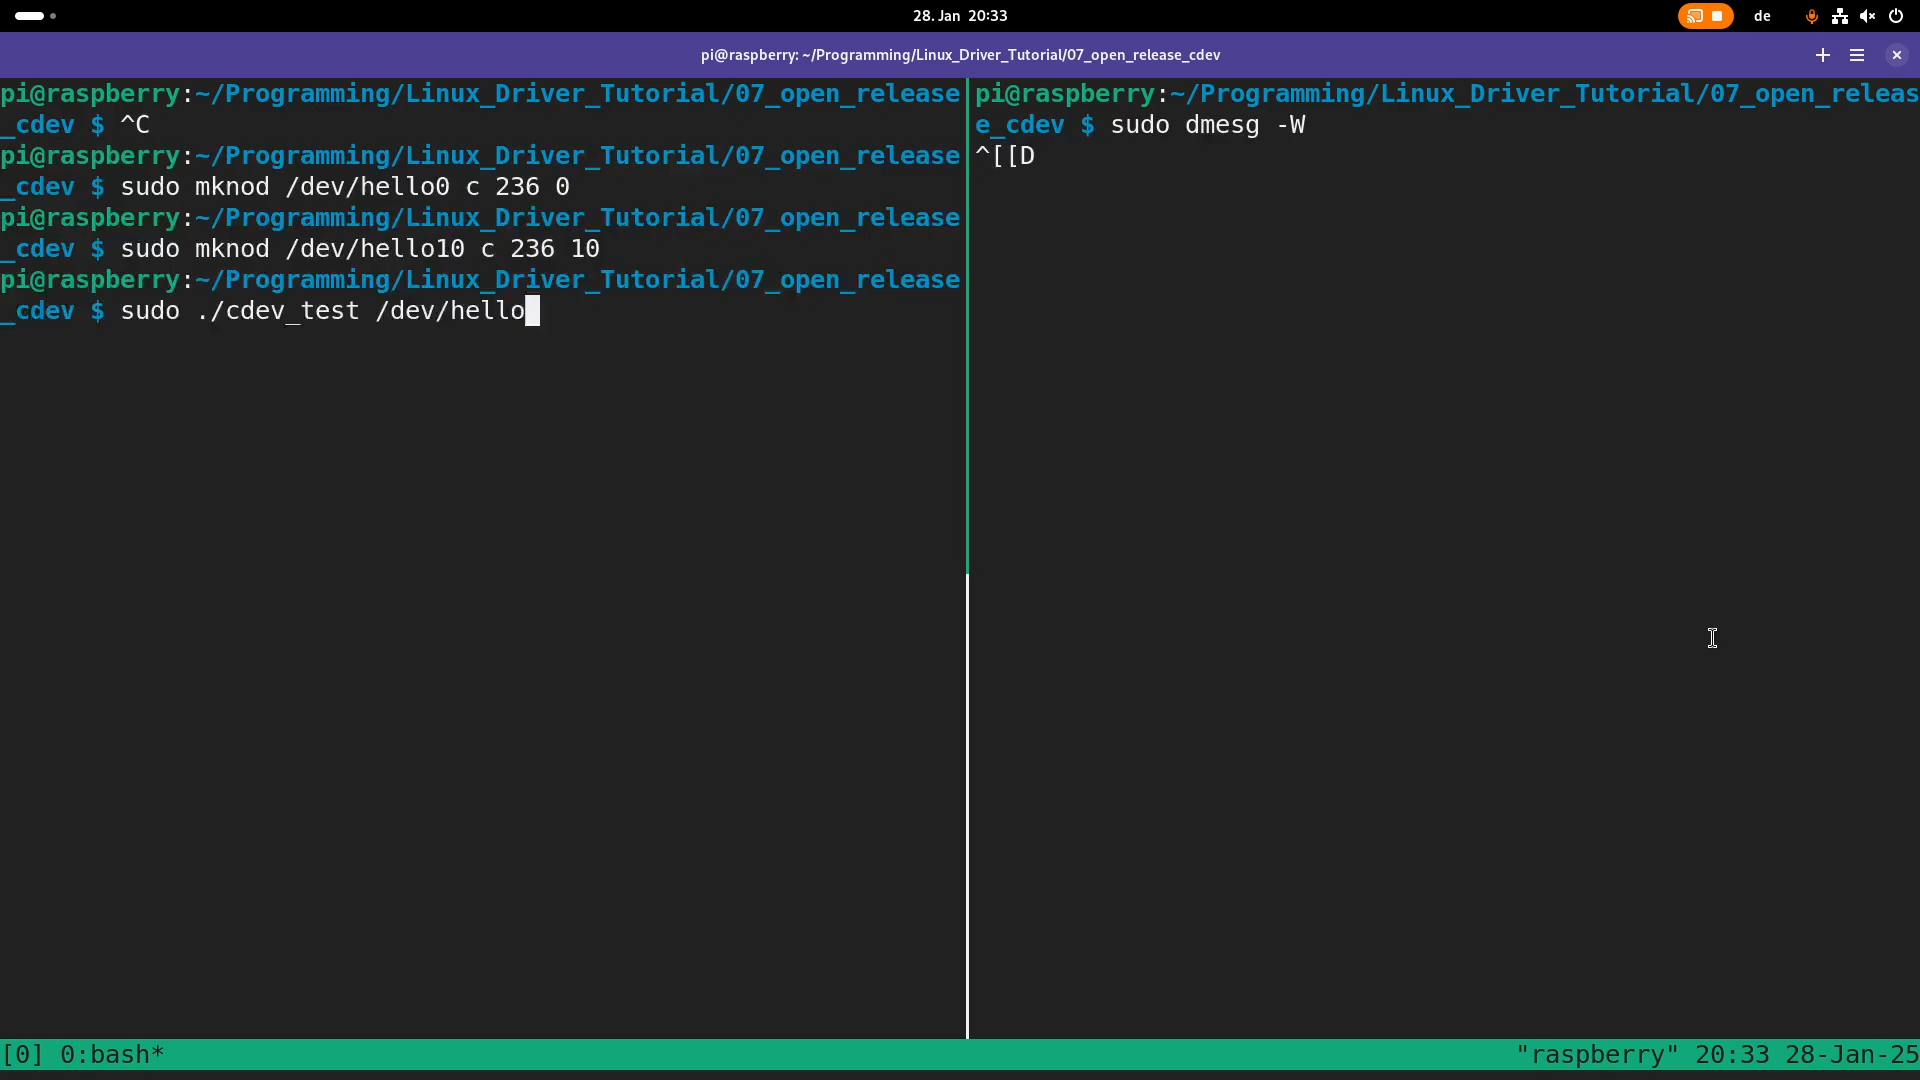 28. Jan 20:33
de
pi@raspberry: ~/Programming/Linux_Driver_Tutorial/07_open_release_cdev
pi@raspberry:~/Programming/Linux_Driver_Tutorial/07_open_release
_cdev $ ^C
pi@raspberry:~/Programming/Linux_Driver_Tutorial/07_open_release
_cdev $ sudo mknod /dev/hello0 c 236 0
pi@raspberry:~/Programming/Linux_Driver_Tutorial/07_open_release
_cdev $ sudo mknod /dev/hello10 c 236 10
pi@raspberry:~/Programming/Linux_Driver_Tutorial/07_open_release
_cdev $ sudo ./cdev_test /dev/hello
pi@raspberry:~/Programming/Linux_Driver_Tutorial/07_open_releas
e_cdev $ sudo dmesg -W
^[[D
[0] 0:bash*
"raspberry" 20:33 28-Jan-25